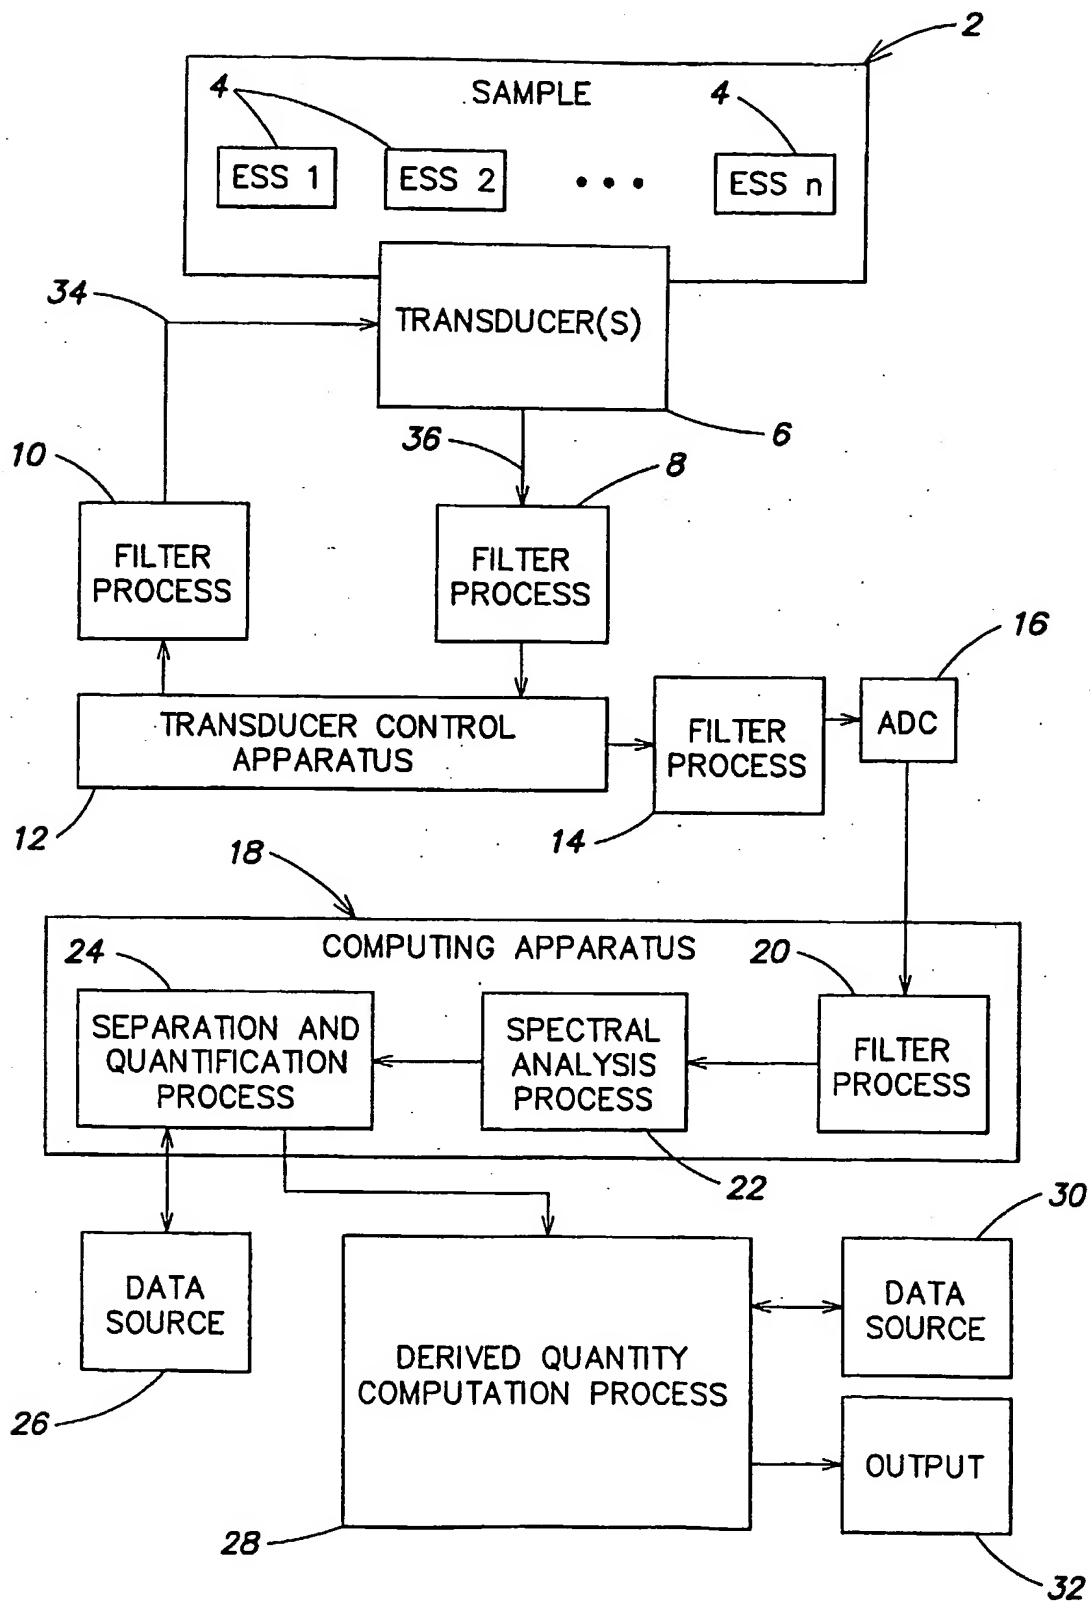 2
SAMPLE
4
4
ESS 1
ESS 2
• • •
ESS n
34
TRANSDUCER(S)
36
6
10
8
FILTER
PROCESS
FILTER
PROCESS
16
TRANSDUCER CONTROL
APPARATUS
FILTER
PROCESS
ADC
12
14
18
COMPUTING APPARATUS
24
20
SEPARATION AND
QUANTIFICATION
PROCESS
SPECTRAL
ANALYSIS
PROCESS
FILTER
PROCESS
22
30
DATA
SOURCE
DERIVED QUANTITY
COMPUTATION PROCESS
DATA
SOURCE
26
OUTPUT
28
32